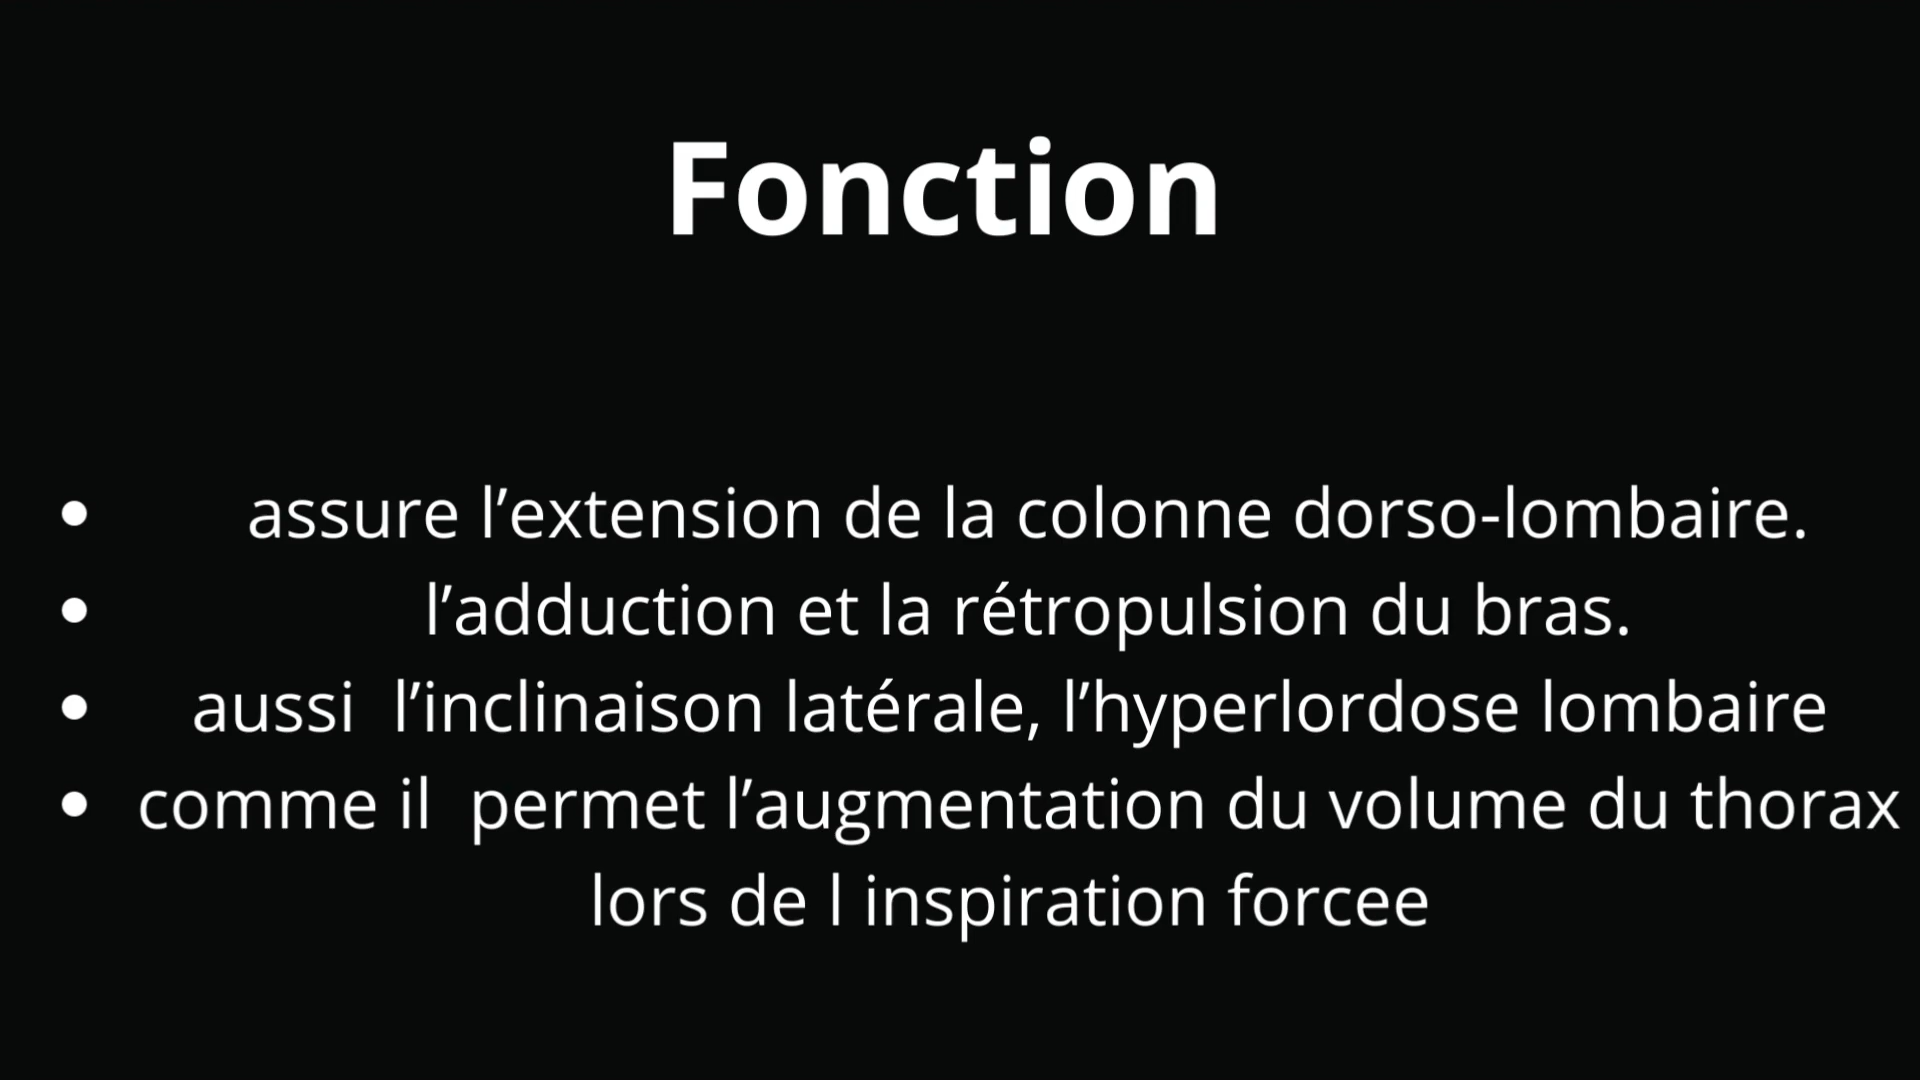 Fonction
• assure l’extension de la colonne dorso-lombaire.
• l’adduction et la rétropulsion du bras.
• aussi  l’inclinaison latérale, l’hyperlordose lombaire
• comme il  permet l’augmentation du volume du thorax
lors de l inspiration forcee